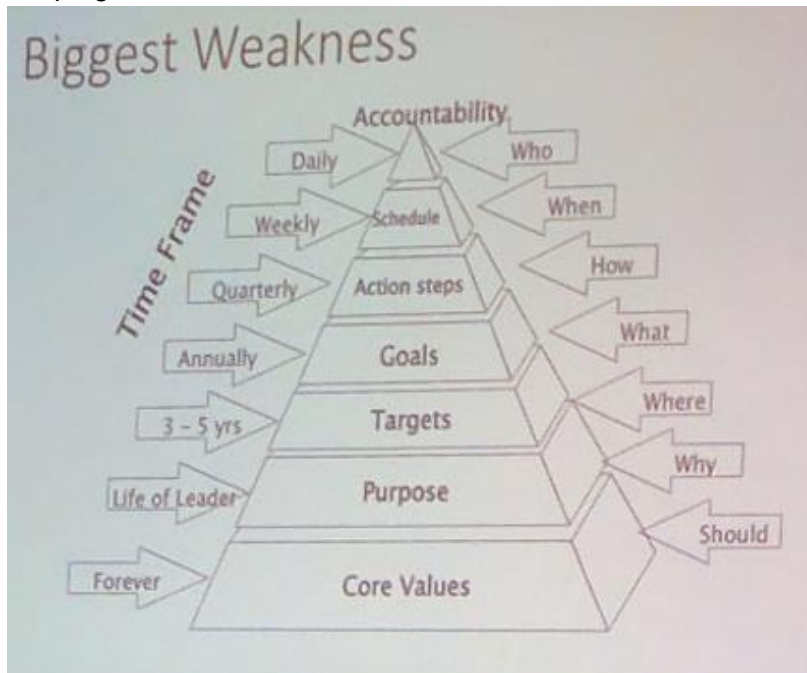 Biggest Weakness
Accountability
Daily
Who
Weekly
Schedule
When
Time Frame
Quarterly
Action steps
How
Annually
Goals
What
3 – 5 yrs
Targets
Where
Life of Leader
Purpose
Why
Forever
Core Values
Should